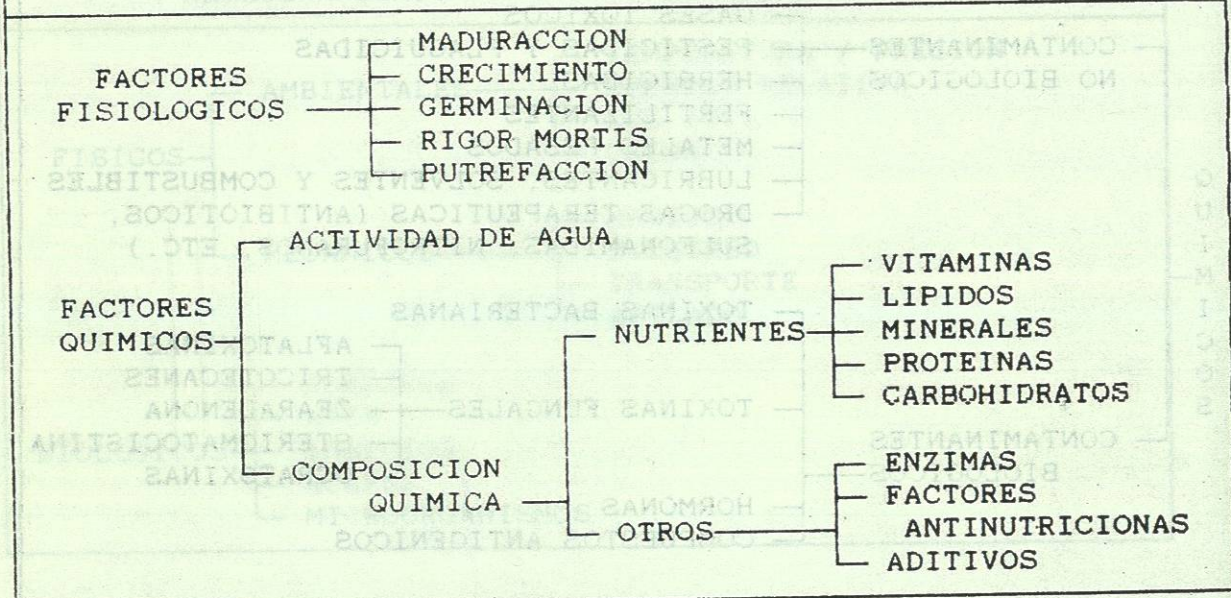 FACTORES
FISIOLOGICOS
MADURACCION
CRECIMIENTO
GERMINACION
RIGOR MORTIS
PUTREFACCION
FACTORES
QUIMICOS
ACTIVIDAD DE AGUA
COMPOSICION
QUIMICA
NUTRIENTES
VITAMINAS
LIPIDOS
MINERALES
PROTEINAS
CARBOHIDRATOS
OTROS
ENZIMAS
FACTORES
ANTINUTRICIONAS
ADITIVOS